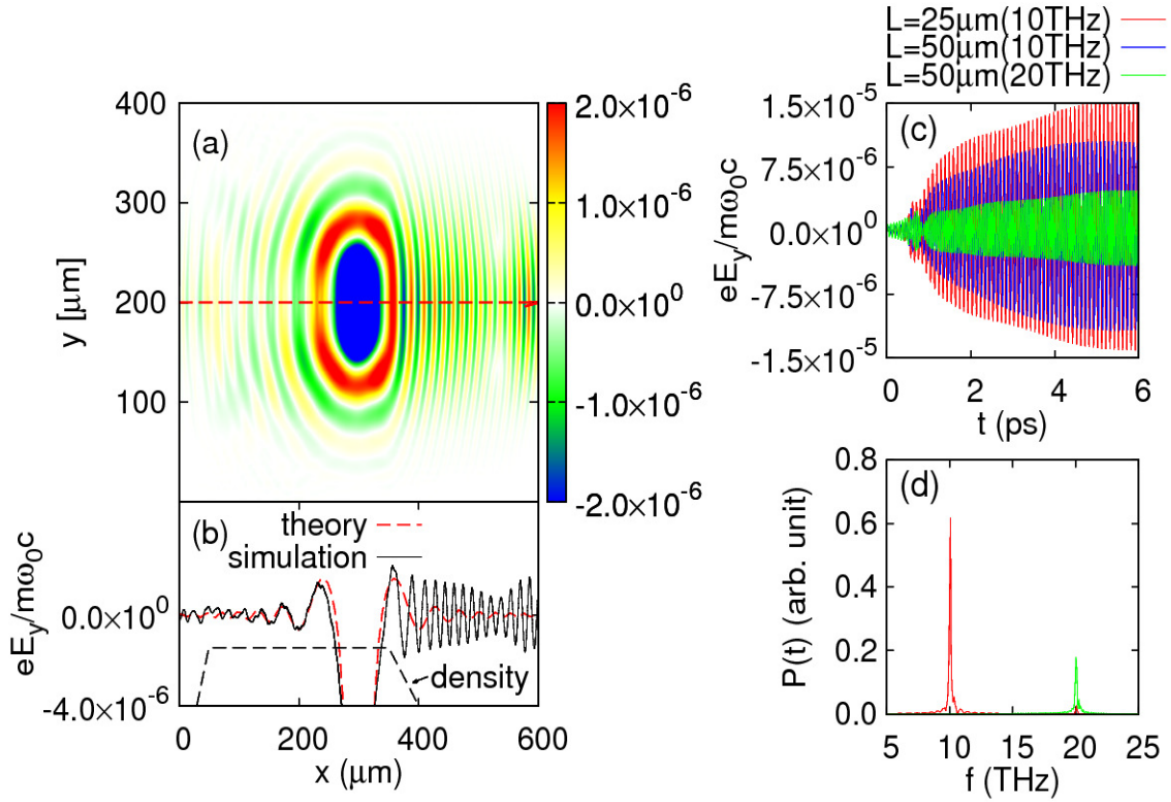 L=25μm(10THz)
L=50μm(10THz)
L=50μm(20THz)
(a)
400
300
200
100
y [μm]
2.0×10⁻⁶
1.0×10⁻⁶
0.0×10⁰
-1.0×10⁻⁶
-2.0×10⁻⁶
(b)
theory
simulation
density
eE_y/mω₀c
0.0×10⁰
-4.0×10⁻⁶
0 200 400 600
x (μm)
(c)
1.5×10⁻⁵
7.5×10⁻⁶
0.0×10⁰
-7.5×10⁻⁶
-1.5×10⁻⁵
eE_y/mω₀c
0 2 4 6
t (ps)
(d)
0.8
0.6
0.4
0.2
0.0
P(t) (arb. unit)
5 10 15 20 25
f (THz)